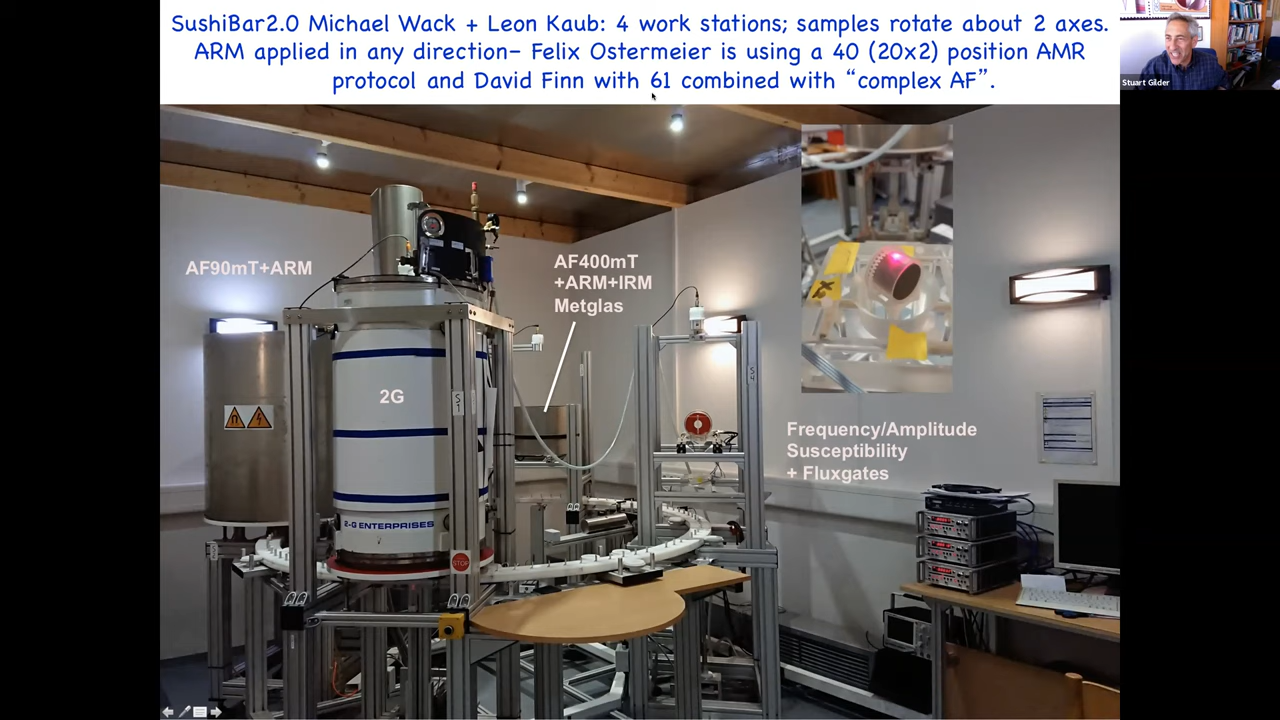 SushiBar2.0 Michael Wack + Leon Kaub: 4 work stations; samples rotate about 2 axes.
ARM applied in any direction– Felix Ostermeier is using a 40 (20x2) position AMR
protocol and David Finn with 61 combined with “complex AF”.
Stuart Gilder
AF90mT+ARM
AF400mT
+ARM+IRM
Metglas
2G
S1
S4
Frequency/Amplitude
Susceptibility
+ Fluxgates
2-G ENTERPRISES
STOP